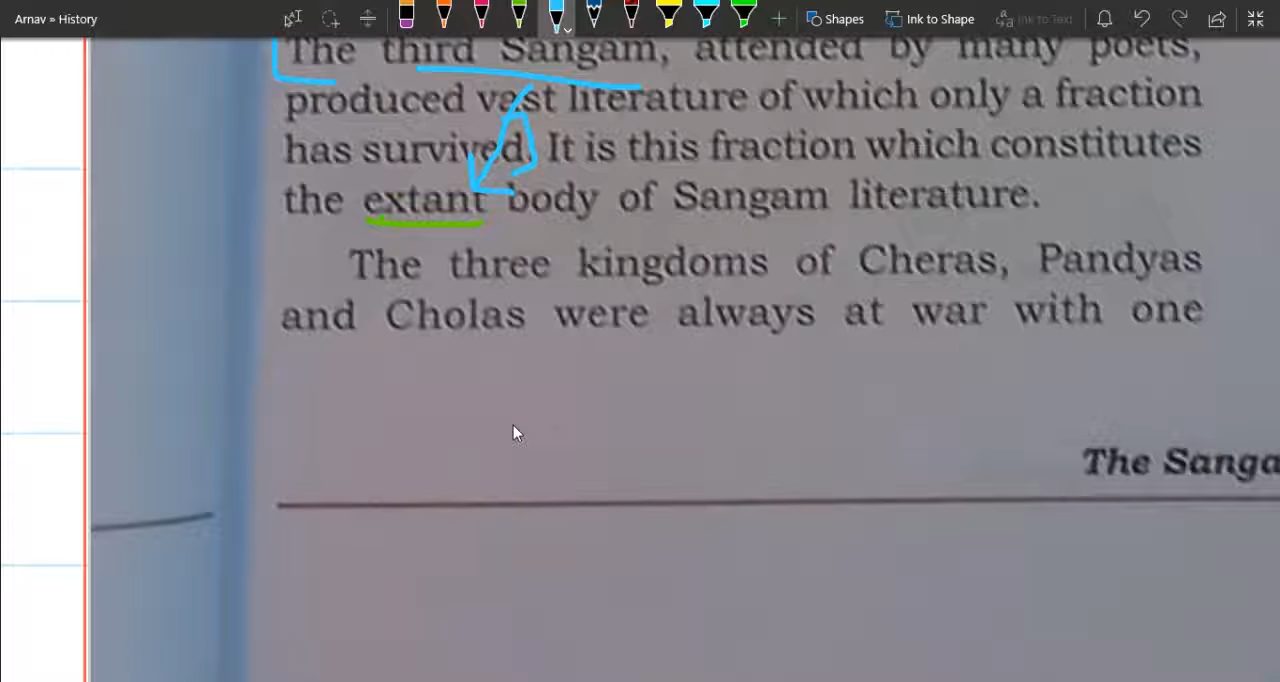 Arnav » History
Shapes
Ink to Shape
Ink to Text
The third Sangam, attended by many poets,
produced vast literature of which only a fraction
has survived. It is this fraction which constitutes
the extant body of Sangam literature.
The three kingdoms of Cheras, Pandyas
and Cholas were always at war with one
The Sanga